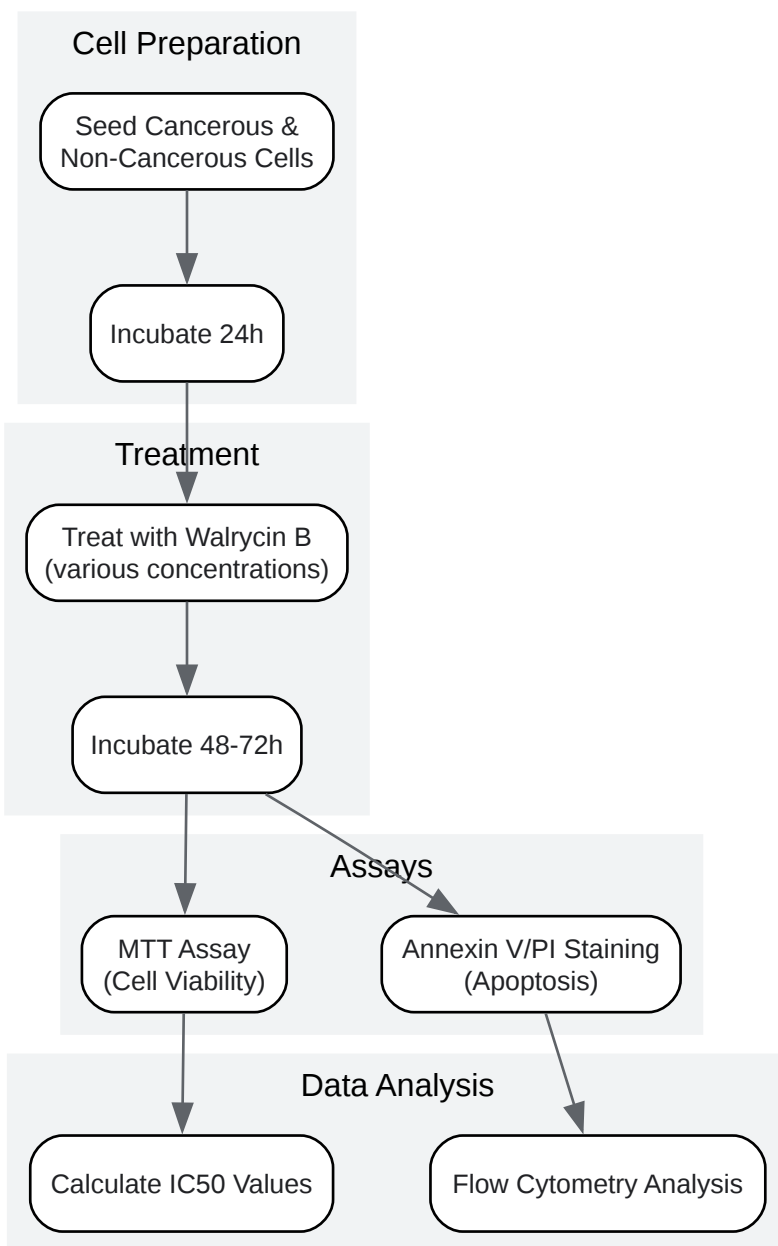 Cell Preparation
Seed Cancerous &
Non-Cancerous Cells
Incubate 24h
Treatment
Treat with Walrycin B
(various concentrations)
Incubate 48-72h
Assays
MTT Assay
(Cell Viability)
Annexin V/PI Staining
(Apoptosis)
Data Analysis
Calculate IC50 Values
Flow Cytometry Analysis